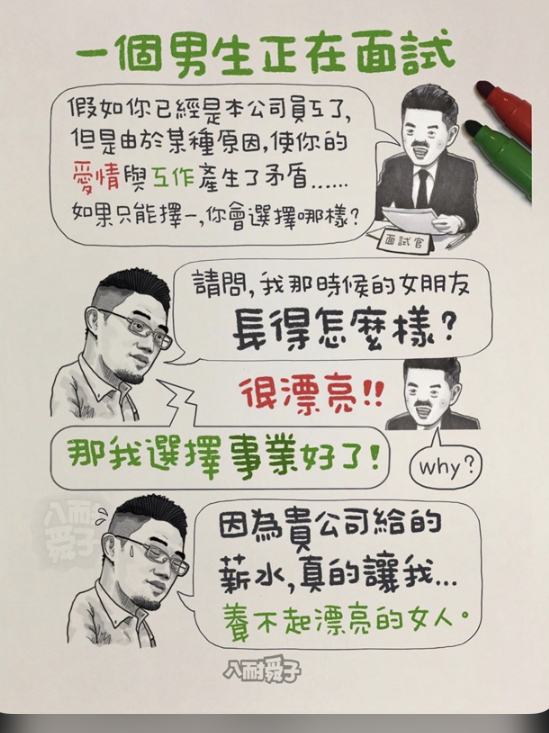 一個男生正在面試
假如你已經是本公司員工了,
但是由於某種原因,使你的
愛情與工作產生了矛盾......
如果只能擇一,你會選擇哪樣?
面試官
請問,我那時候的女朋友
長得怎麼樣?
很漂亮!!
那我選擇事業好了!
why?
因為貴公司給的
薪水,真的讓我...
養不起漂亮的女人。
八耐舜子
八耐舜子